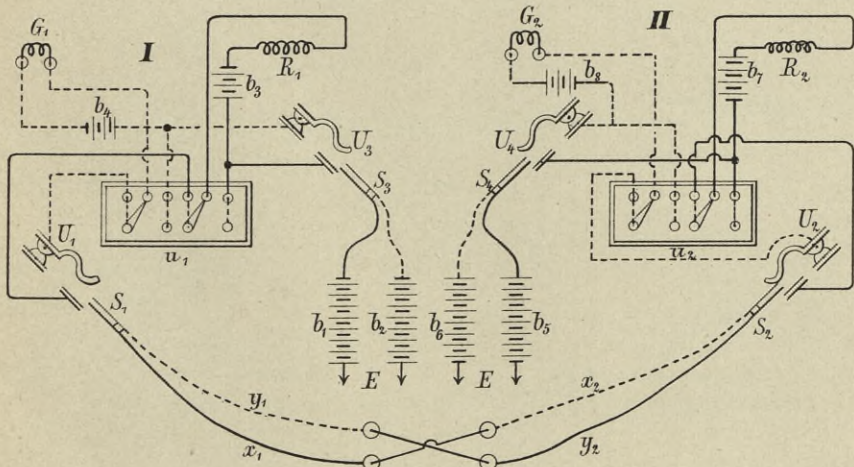 G₁
I
R₁
b₃
b₄
U₃
S₃
U₁
u₁
S₁
b₁
b₂
E
y₁
x₁
G₂
II
b₈
b₇
R₂
U₄
S₄
U₂
u₂
S₂
b₆
b₅
E
x₂
y₂